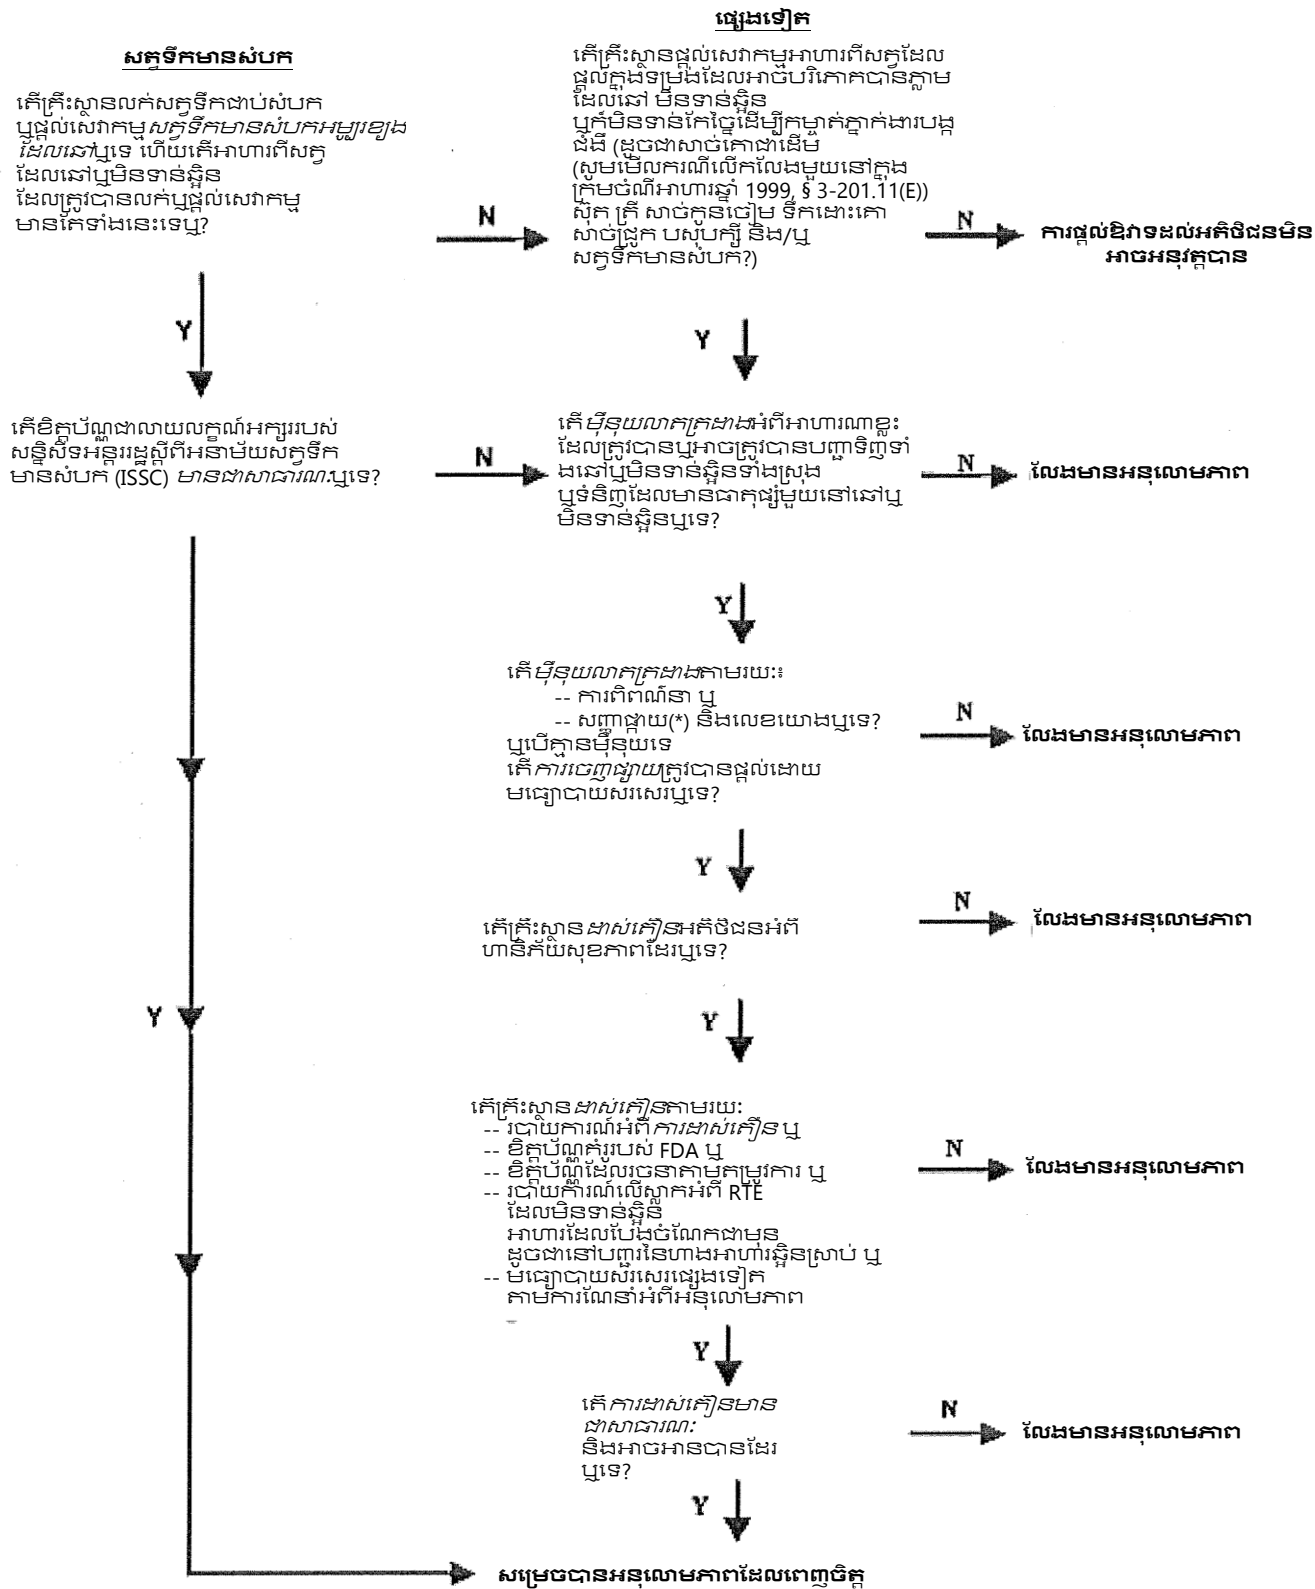 សត្វទឹកមានសំបក
តើគ្រឹះស្ថានលក់សត្វទឹកជាប់សំបក
ឬផ្តល់សេវាកម្មសត្វទឹកមានសំបកអម្បូរខ្យង
ដែលឆៅឬទេ ហើយតើអាហារពីសត្វ
ដែលឆៅឬមិនទាន់ឆ្អិន
ដែលត្រូវបានលក់ឬផ្តល់សេវាកម្ម
មានតែទាំងនេះទេឬ?
N
ផ្សេងទៀត
តើគ្រឹះស្ថានផ្តល់សេវាកម្មអាហារពីសត្វដែល
ផ្តល់ក្នុងទម្រង់ដែលអាចបរិភោគបានភ្លាម
ដែលឆៅ មិនទាន់ឆ្អិន
ឬក៏មិនទាន់កែច្នៃដើម្បីកម្ចាត់ភ្នាក់ងារបង្ក
ជំងឺ (ដូចជាសាច់គោជាដើម
(សូមមើលករណីលើកលែងមួយនៅក្នុង
ក្រមចំណីអាហារឆ្នាំ 1999, § 3-201.11(E))
ស៊ុត ត្រី សាច់កូនចៀម ទឹកដោះគោ
សាច់ជ្រូក បសុបក្សី និង/ឬ
សត្វទឹកមានសំបក?)
N
ការផ្តល់ឱវាទដល់អតិថិជនមិន
អាចអនុវត្តបាន
Y
Y
តើខិត្តប័ណ្ណជាលាយលក្ខណ៍អក្សររបស់
សន្និសីទអន្តររដ្ឋស្តីពីអនាម័យសត្វទឹក
មានសំបក (ISSC) មានជាសាធារណៈឬទេ?
N
តើម៉ឺនុយលាតត្រដាងអំពីអាហារណាខ្លះ
ដែលត្រូវបានឬអាចត្រូវបានបញ្ជាទិញទាំ
ងឆៅឬមិនទាន់ឆ្អិនទាំងស្រុង
ឬទំនិញដែលមានធាតុផ្សំមួយនៅឆៅឬ
មិនទាន់ឆ្អិនឬទេ?
N
លែងមានអនុលោមភាព
Y
តើម៉ឺនុយលាតត្រដាងតាមរយៈ៖
-- ការពិពណ៌នា ឬ
-- សញ្ញាផ្កាយ(*) និងលេខយោងឬទេ?
ឬបើគ្មានម៉ឺនុយទេ
តើការចេញផ្សាយត្រូវបានផ្តល់ដោយ
មធ្យោបាយសរសេរឬទេ?
N
លែងមានអនុលោមភាព
Y
តើគ្រឹះស្ថានដាស់តឿនអតិថិជនអំពី
ហានិភ័យសុខភាពដែរឬទេ?
N
លែងមានអនុលោមភាព
Y
Y
តើគ្រឹះស្ថានដាស់តឿនតាមរយៈ
-- របាយការណ៍អំពីការដាស់តឿន ឬ
-- ខិត្តប័ណ្ណគំរូរបស់ FDA ឬ
-- ខិត្តប័ណ្ណដែលរចនាតាមតម្រូវការ ឬ
-- របាយការណ៍លើស្លាកអំពី RTE
ដែលមិនទាន់ឆ្អិន
អាហារដែលបែងចំណែកជាមុន
ដូចជានៅបញ្ជរនៃហាងអាហារឆ្អិនស្រាប់ ឬ
-- មធ្យោបាយសរសេរផ្សេងទៀត
តាមការណែនាំអំពីអនុលោមភាព
N
លែងមានអនុលោមភាព
Y
តើការដាស់តឿនមាន
ជាសាធារណៈ
និងអាចអានបានដែរ
ឬទេ?
N
លែងមានអនុលោមភាព
Y
សម្រេចបានអនុលោមភាពដែលពេញចិត្ត